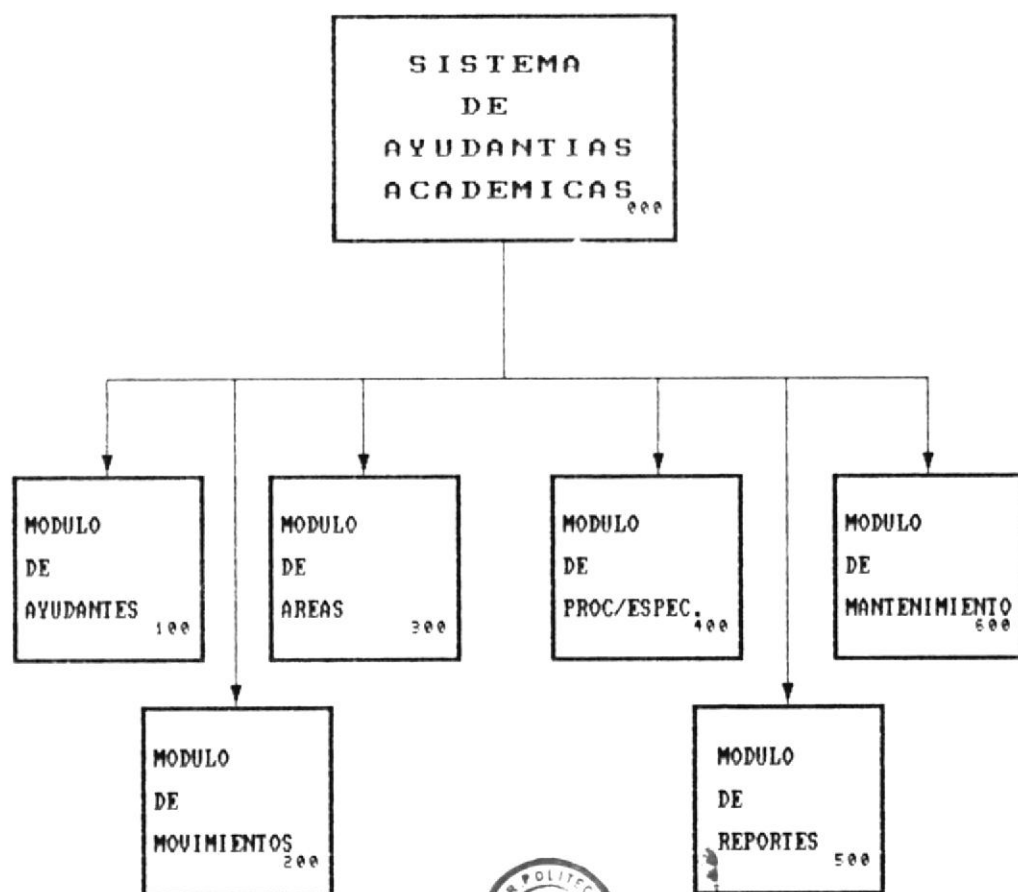 SISTEMA
DE
AYUDANTIAS
ACADEMICAS
000
MODULO
DE
AYUDANTES
100
MODULO
DE
AREAS
300
MODULO
DE
PROC/ESPEC.
400
MODULO
DE
MANTENIMIENTO
600
MODULO
DE
MOVIMIENTOS
200
MODULO
DE
REPORTES
500